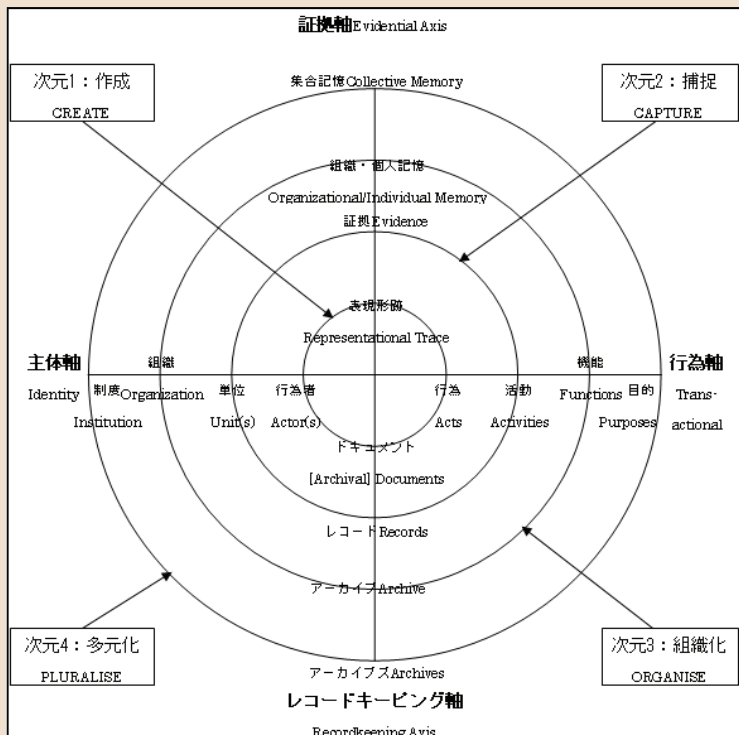 証拠軸Evidential Axis
次元1：作成
CREATE
集合記憶Collective Memory
次元2：捕捉
CAPTURE
組織・個人記憶
Organizational/Individual Memory
証拠Evidence
表現形跡
Representational Trace
主体軸
Identity
組織
機能
行為軸
Trans-
actional
制度Organization
Institution
単位
Unit(s)
行為者
Actor(s)
行為
Acts
活動
Activities
Functions 目的
Purposes
ドキュメント
[Archival] Documents
レコードRecords
アーカイブArchive
次元4：多元化
PLURALISE
次元3：組織化
ORGANISE
アーカイブズArchives
レコードキーピング軸
Recordkeeping Axis